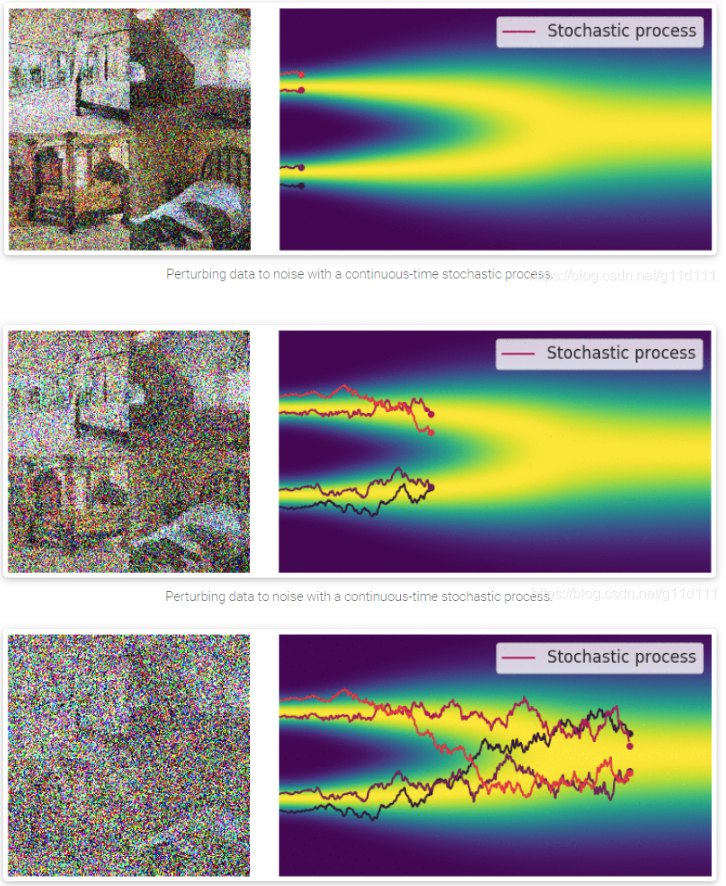 Stochastic process
Perturbing data to noise with a continuous-time stochastic process.
https://blog.csdn.net/g11d111
Stochastic process
Perturbing data to noise with a continuous-time stochastic process.
https://blog.csdn.net/g11d111
Stochastic process